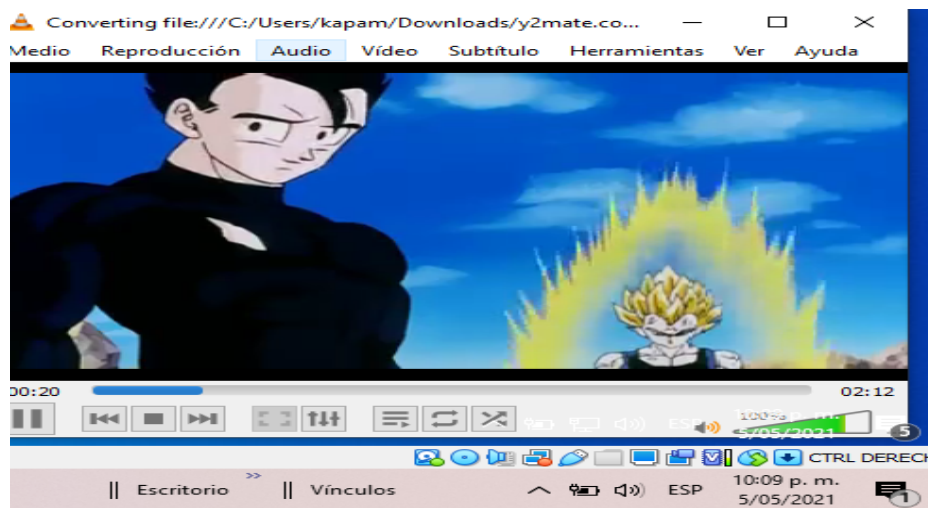 Converting file:///C:/Users/kapam/Downloads/y2mate.co...
Medio Reproducción Audio Vídeo Subtítulo Herramientas Ver Ayuda
00:20 02:12
100%
ESP 5/05/2021 5
CTRL DERECH
|| Escritorio >> || Vínculos ESP 10:09 p. m.
5/05/2021 1